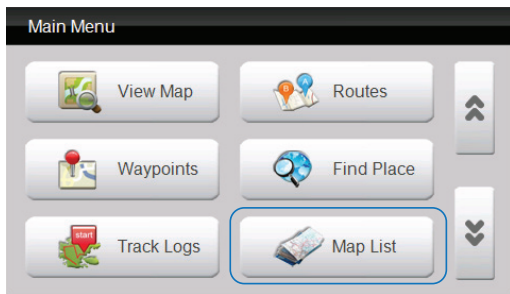 Main Menu
View Map
Routes
Waypoints
Find Place
Track Logs
start
Map List
B
A